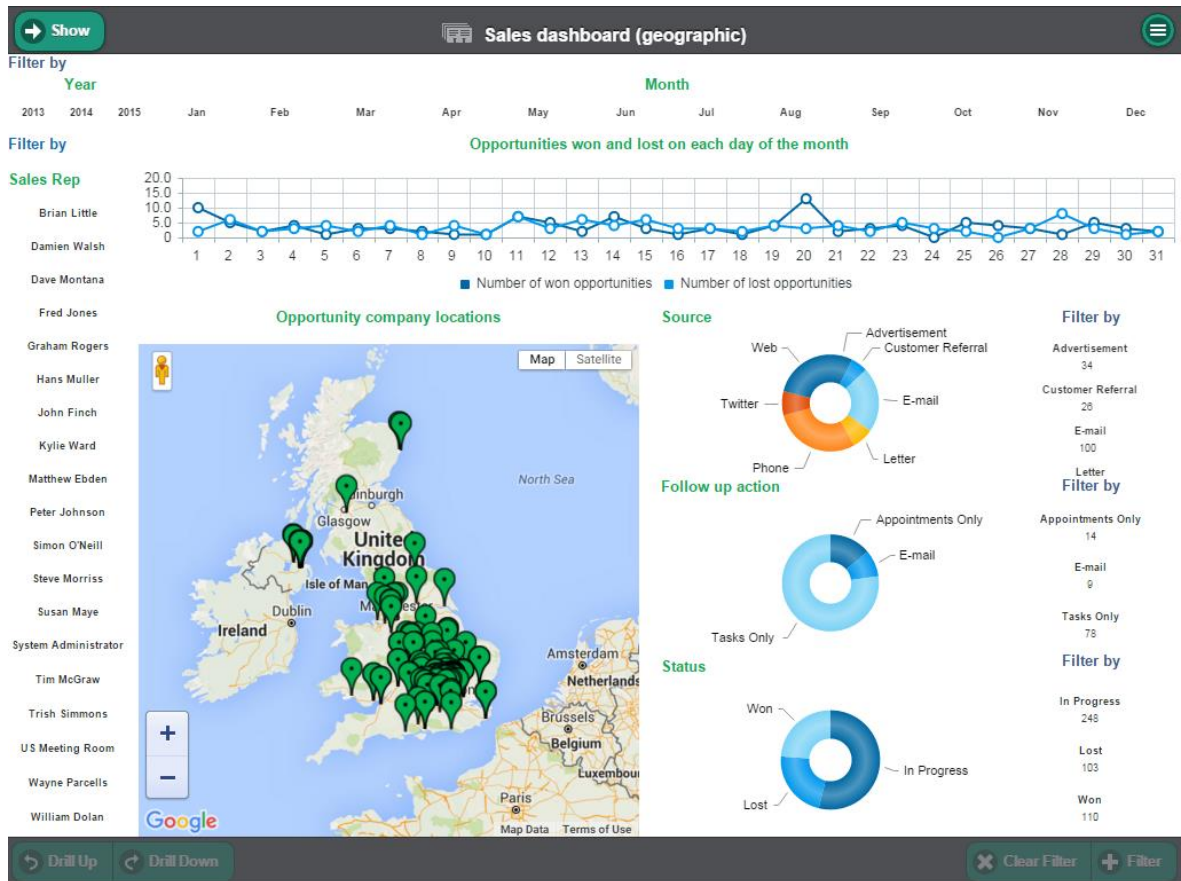 Show
Sales dashboard (geographic)
Filter by
Year Month
2013 2014 2015 Jan Feb Mar Apr May Jun Jul Aug Sep Oct Nov Dec
Filter by
Opportunities won and lost on each day of the month
Sales Rep
20.0
15.0
10.0
5.0
0
1 2 3 4 5 6 7 8 9 10 11 12 13 14 15 16 17 18 19 20 21 22 23 24 25 26 27 28 29 30 31
Number of won opportunities Number of lost opportunities
Brian Little
Damien Walsh
Dave Montana
Fred Jones
Graham Rogers
Hans Muller
John Finch
Kylie Ward
Matthew Ebden
Peter Johnson
Simon O'Neill
Steve Morriss
Susan Maye
System Administrator
Tim McGraw
Trish Simmons
US Meeting Room
Wayne Parcells
William Dolan
Opportunity company locations
Map Satellite
North Sea
Glasgow
United
Kingdom
Isle of Man
Dublin
Ireland
Amsterdam
Netherlands
Brussels
Belgium
Luxembou
Paris
Google
Map Data Terms of Use
Source
Advertisement
Customer Referral
Web
E-mail
Twitter
Letter
Phone
Filter by
Advertisement
34
Customer Referral
26
E-mail
100
Letter
Follow up action
Appointments Only
E-mail
Tasks Only
Filter by
Appointments Only
14
E-mail
9
Tasks Only
78
Status
Won
In Progress
Lost
Filter by
In Progress
248
Lost
103
Won
110
Drill Up Drill Down Clear Filter Filter